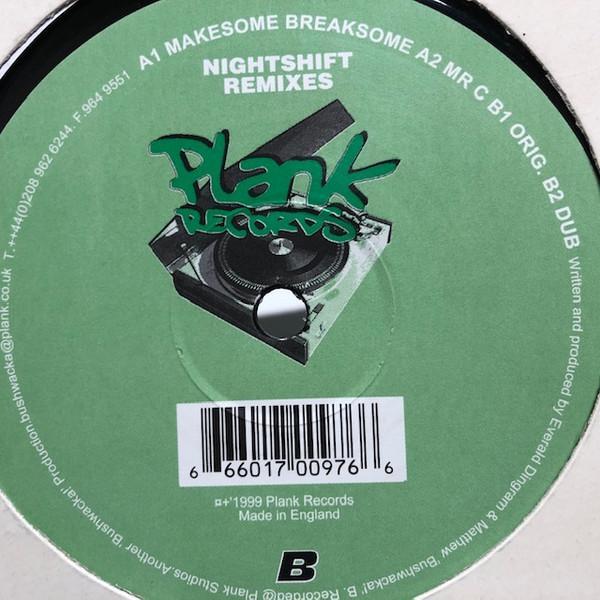 A1 MAKESOME BREAKSOME A2 MR C B1 ORIG. B2 DUB
NIGHTSHIFT
REMIXES
Plank
RECORDS
6 66017 00976 6
¤+'1999 Plank Records
Made in England
B
Written and produced by Everald Dingram & Matthew 'Bushwacka!' B. Recorded@ Plank Studios.Another 'Bushwacka!' Production.bushwacka@plank.co.uk T.++44(0)208 962 6244. F.964 9551